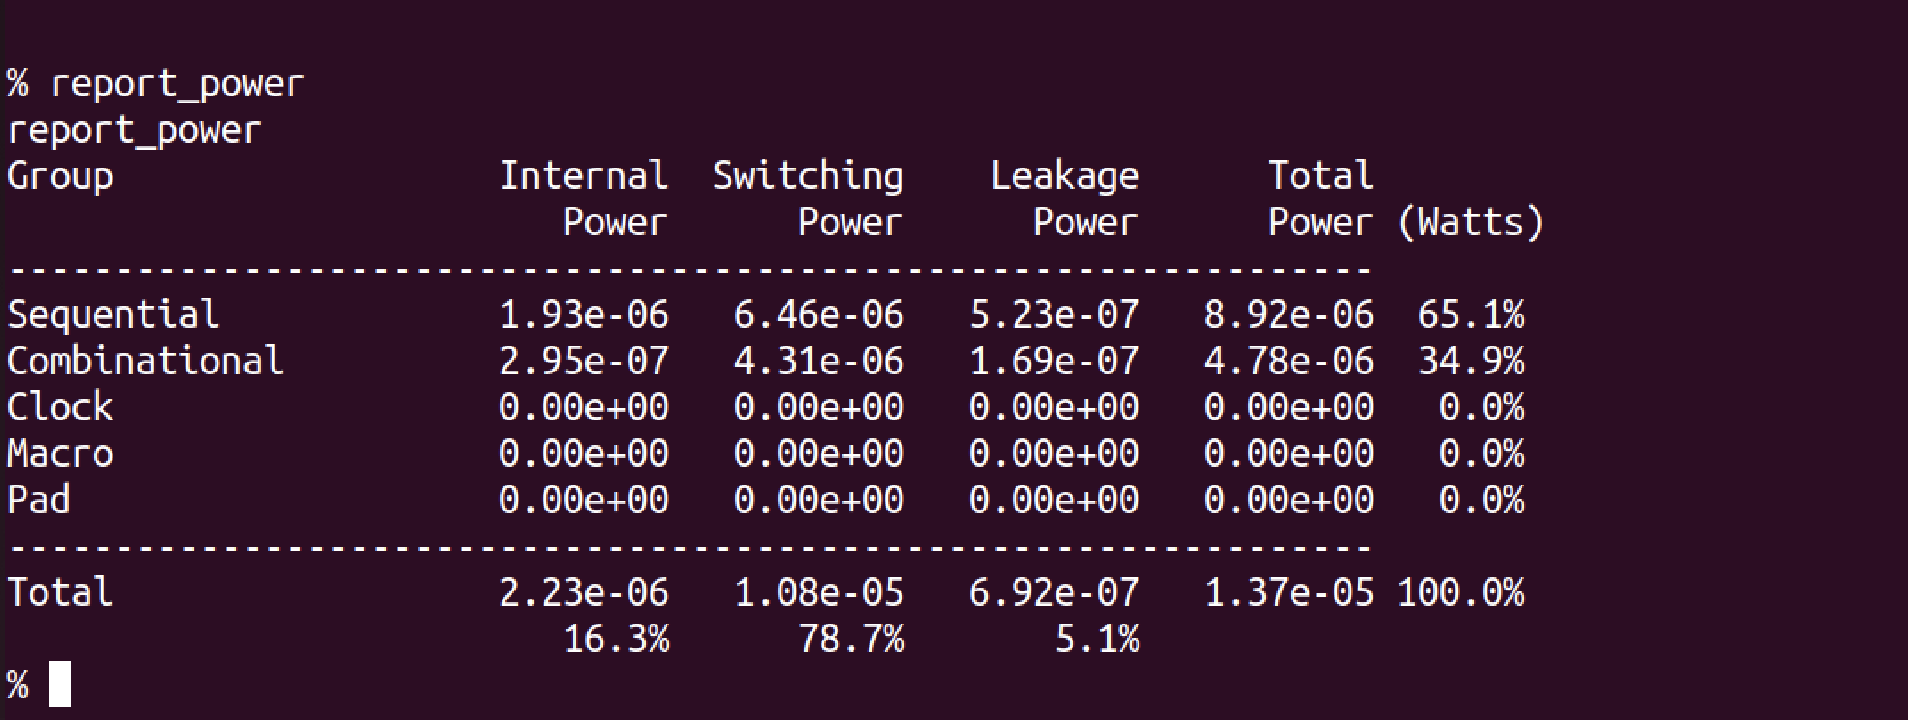 % report_power
report_power
Group Internal Switching Leakage Total
Power Power Power Power (Watts)
----------------------------------------------------------------
Sequential 1.93e-06 6.46e-06 5.23e-07 8.92e-06 65.1%
Combinational 2.95e-07 4.31e-06 1.69e-07 4.78e-06 34.9%
Clock 0.00e+00 0.00e+00 0.00e+00 0.00e+00 0.0%
Macro 0.00e+00 0.00e+00 0.00e+00 0.00e+00 0.0%
Pad 0.00e+00 0.00e+00 0.00e+00 0.00e+00 0.0%
----------------------------------------------------------------
Total 2.23e-06 1.08e-05 6.92e-07 1.37e-05 100.0%
16.3% 78.7% 5.1%
%